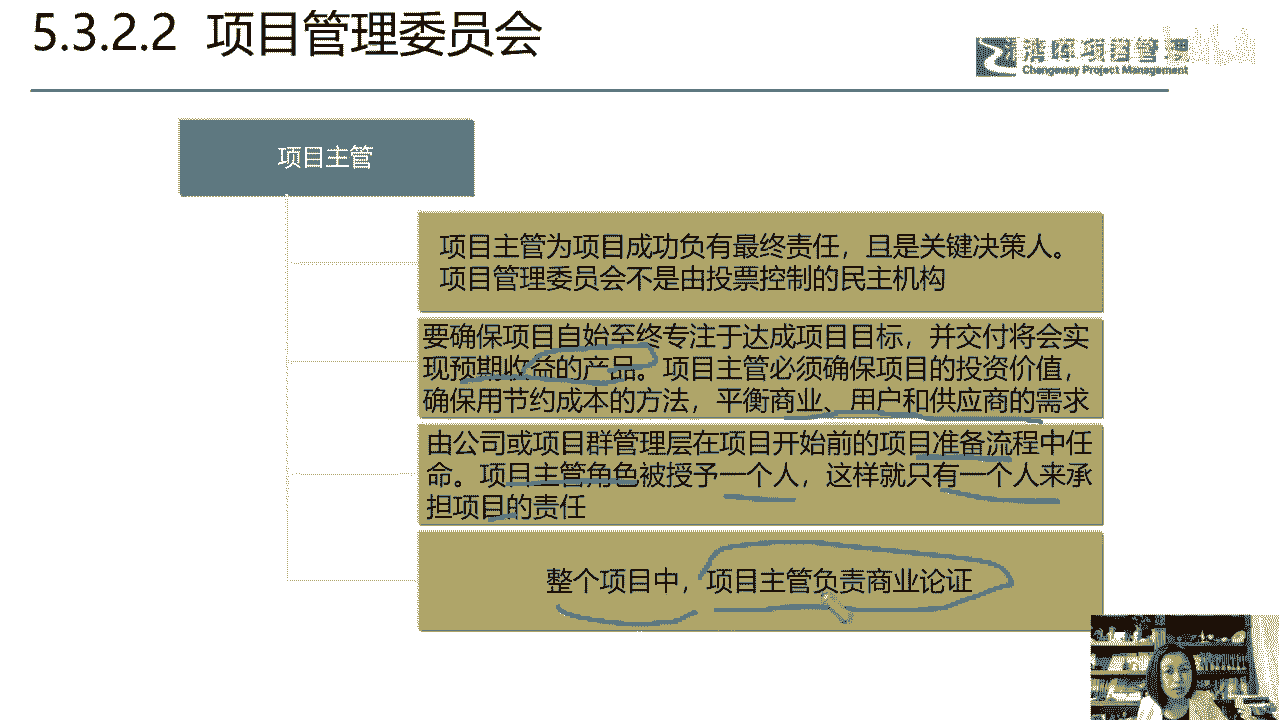 5.3.2.2 项目管理委员会
清晖项目管理
Changeway Project Management
项目主管
项目主管为项目成功负有最终责任，且是关键决策人。
项目管理委员会不是由投票控制的民主机构
要确保项目自始至终专注于达成项目目标，并交付将会实
现预期收益的产品。项目主管必须确保项目的投资价值，
确保用节约成本的方法，平衡商业、用户和供应商的需求
由公司或项目群管理层在项目开始前的项目准备流程中任
命。项目主管角色被授予一个人，这样就只有一个人来承
担项目的责任
整个项目中，项目主管负责商业论证